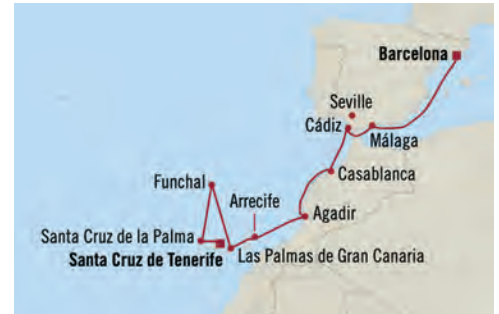 Barcelona
Seville
Cádiz
Málaga
Casablanca
Funchal
Arrecife
Agadir
Santa Cruz de la Palma
Santa Cruz de Tenerife
Las Palmas de Gran Canaria